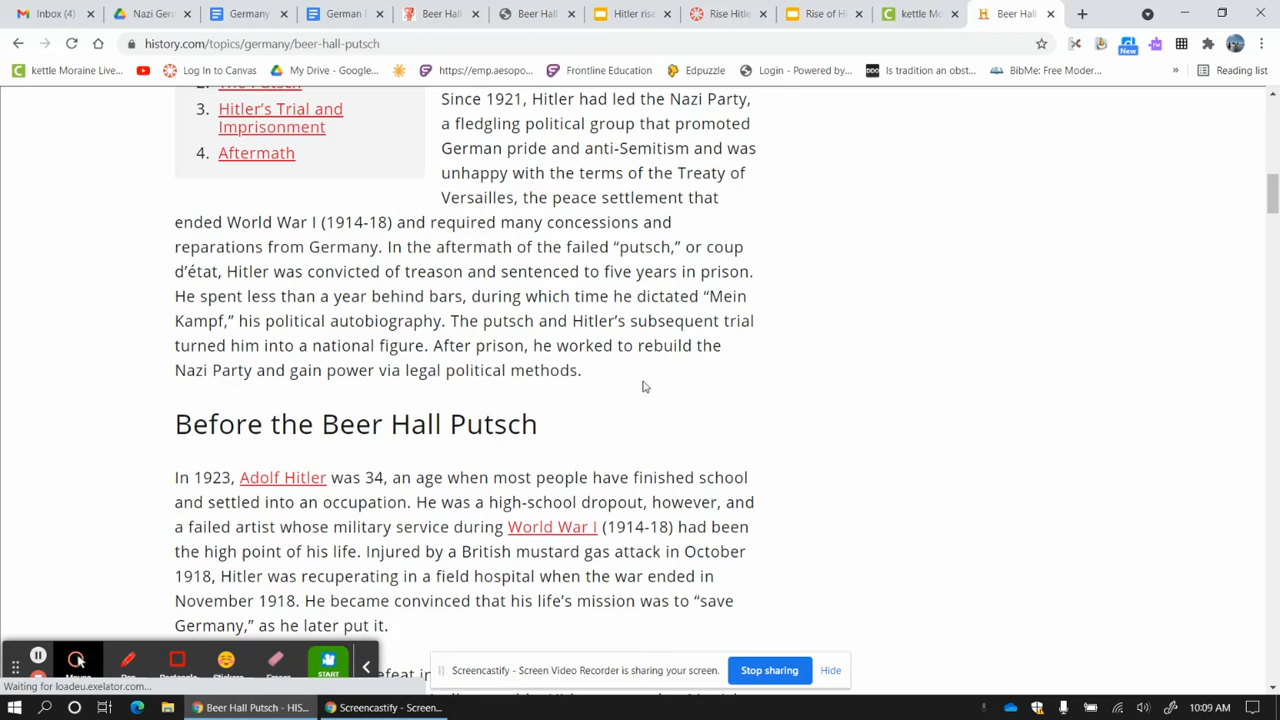 Inbox (4)
Nazi Ger
Germany
German E
Beer Hall
Beer Hall
Hitler rise
Rise Hitle
Rise of H
kettle Mo
Beer Hall
history.com/topics/germany/beer-hall-putsch
New
kettle Moraine Live...
Log In to Canvas
My Drive - Google...
https://emp.aesopo...
Frontline Education
Edpuzzle
Login - Powered by...
Is tradition an obst...
BibMe: Free Moder...
»
Reading list
2. The Putsch
3. Hitler's Trial and
Imprisonment
4. Aftermath
Since 1921, Hitler had led the Nazi Party,
a fledgling political group that promoted
German pride and anti-Semitism and was
unhappy with the terms of the Treaty of
Versailles, the peace settlement that
ended World War I (1914-18) and required many concessions and
reparations from Germany. In the aftermath of the failed “putsch,” or coup
d’état, Hitler was convicted of treason and sentenced to five years in prison.
He spent less than a year behind bars, during which time he dictated “Mein
Kampf,” his political autobiography. The putsch and Hitler’s subsequent trial
turned him into a national figure. After prison, he worked to rebuild the
Nazi Party and gain power via legal political methods.
Before the Beer Hall Putsch
In 1923, Adolf Hitler was 34, an age when most people have finished school
and settled into an occupation. He was a high-school dropout, however, and
a failed artist whose military service during World War I (1914-18) had been
the high point of his life. Injured by a British mustard gas attack in October
1918, Hitler was recuperating in a field hospital when the war ended in
November 1918. He became convinced that his life’s mission was to “save
Germany,” as he later put it.
START
Screencastify - Screen Video Recorder is sharing your screen.
Stop sharing
Hide
Waiting for loadeu.exelator.com...
Beer Hall Putsch - HIS...
Screencastify - Screen...
10:09 AM